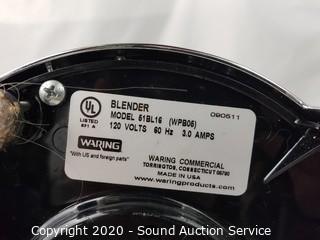 UL
LISTED
BLENDER
090511
MODEL 51BL16 (WPB05)
120 VOLTS 60 Hz 3.0 AMPS
WARING
"With US and foreign parts"
WARING COMMERCIAL
TORRINGTON, CONNECTICUT 06790
MADE IN USA
www.waringproducts.com
Copyright © 2020 - Sound Auction Service